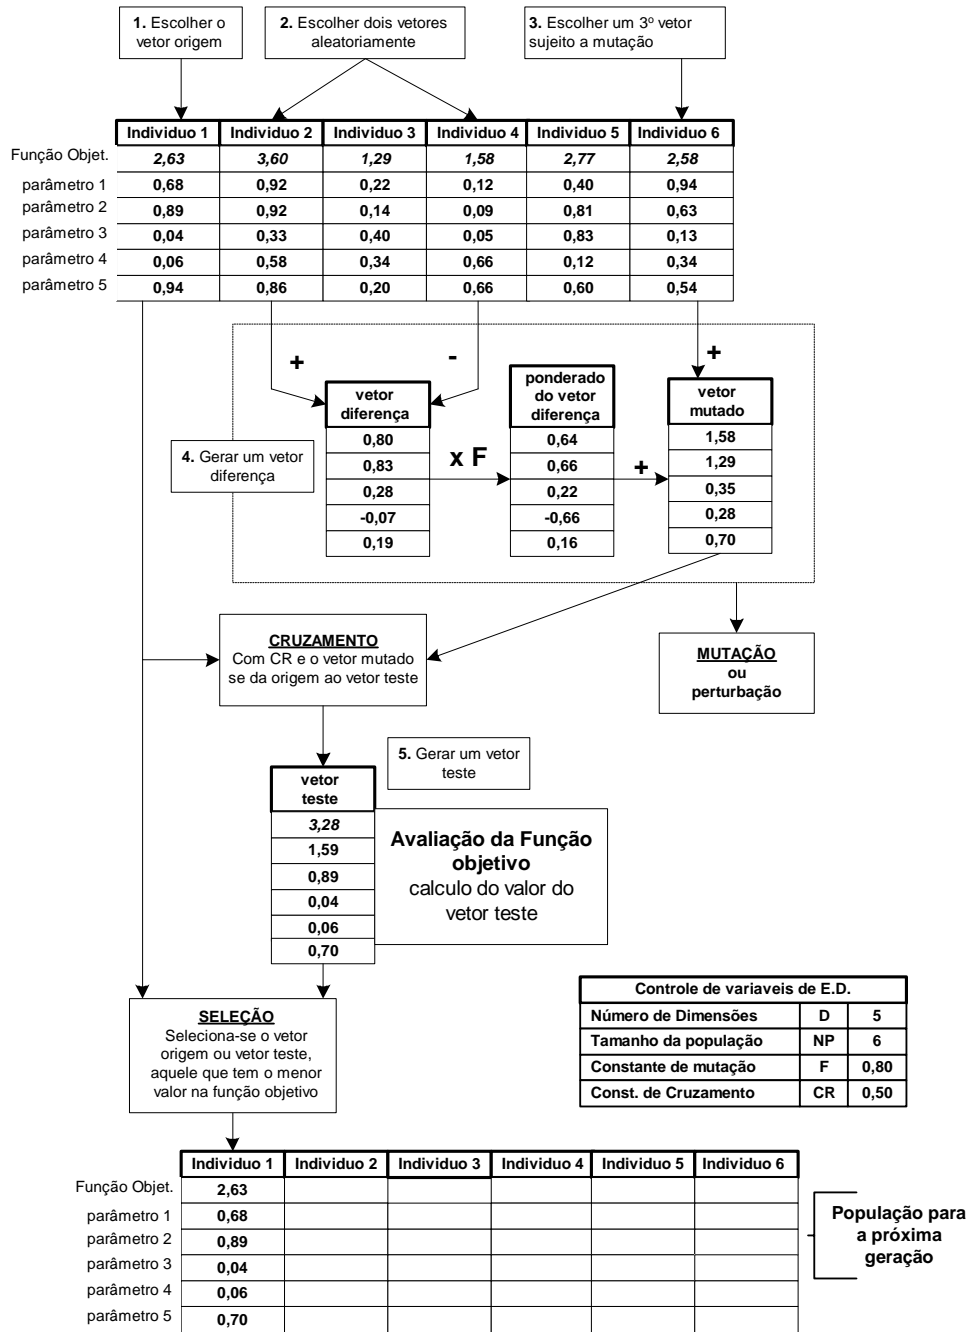 1. Escolher o
vetor origem
2. Escolher dois vetores
aleatoriamente
3. Escolher um 3º vetor
sujeito a mutação
Individuo 1 Individuo 2 Individuo 3 Individuo 4 Individuo 5 Individuo 6
Função Objet. 2,63 3,60 1,29 1,58 2,77 2,58
parâmetro 1 0,68 0,92 0,22 0,12 0,40 0,94
parâmetro 2 0,89 0,92 0,14 0,09 0,81 0,63
parâmetro 3 0,04 0,33 0,40 0,05 0,83 0,13
parâmetro 4 0,06 0,58 0,34 0,66 0,12 0,34
parâmetro 5 0,94 0,86 0,20 0,66 0,60 0,54
+ - +
vetor
diferença
0,80
0,83
0,28
-0,07
0,19
4. Gerar um vetor
diferença
x F
ponderado
do vetor
diferença
0,64
0,66
0,22
-0,66
0,16
+
vetor
mutado
1,58
1,29
0,35
0,28
0,70
CRUZAMENTO
Com CR e o vetor mutado
se da origem ao vetor teste
MUTAÇÃO
ou
perturbação
5. Gerar um vetor
teste
vetor
teste
3,28
1,59
0,89
0,04
0,06
0,70
Avaliação da Função
objetivo
calculo do valor do
vetor teste
SELEÇÃO
Seleciona-se o vetor
origem ou vetor teste,
aquele que tem o menor
valor na função objetivo
Controle de variaveis de E.D.
Número de Dimensões D 5
Tamanho da população NP 6
Constante de mutação F 0,80
Const. de Cruzamento CR 0,50
Individuo 1 Individuo 2 Individuo 3 Individuo 4 Individuo 5 Individuo 6
Função Objet. 2,63
parâmetro 1 0,68
parâmetro 2 0,89
parâmetro 3 0,04
parâmetro 4 0,06
parâmetro 5 0,70
População para
a próxima
geração